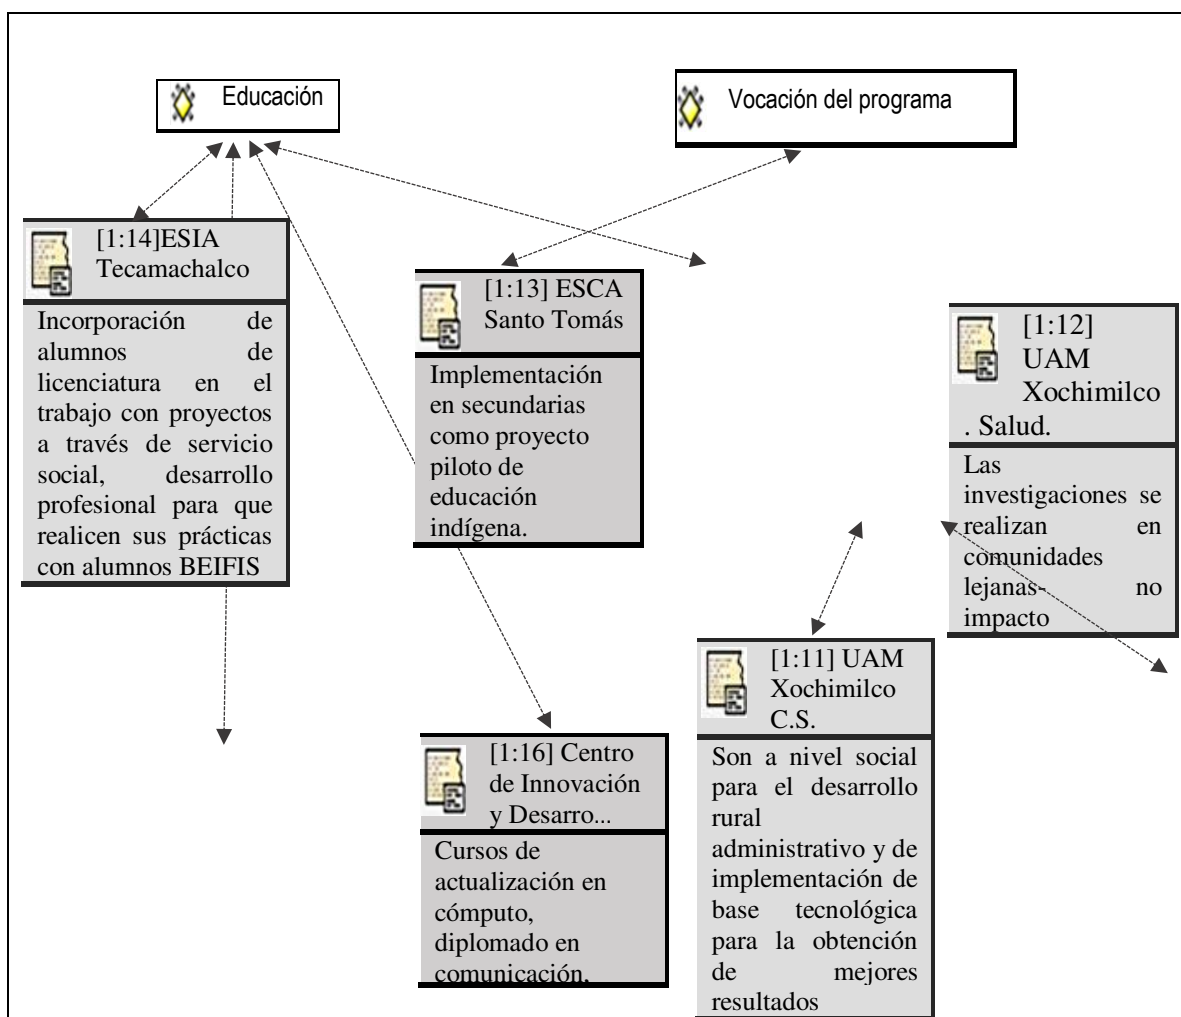 Educación
Vocación del programa
[1:14]ESIA
Tecamachalco
Incorporación de
alumnos de
licenciatura en el
trabajo con proyectos
a través de servicio
social, desarrollo
profesional para que
realicen sus prácticas
con alumnos BEIFIS
[1:13] ESCA
Santo Tomás
Implementación
en secundarias
como proyecto
piloto de
educación
indígena.
[1:12]
UAM
Xochimilco
. Salud.
Las
investigaciones se
realizan en
comunidades
lejanas- no
impacto
[1:16] Centro
de Innovación
y Desarro...
Cursos de
actualización en
cómputo,
diplomado en
comunicación,
[1:11] UAM
Xochimilco
C.S.
Son a nivel social
para el desarrollo
rural
administrativo y de
implementación de
base tecnológica
para la obtención
de mejores
resultados